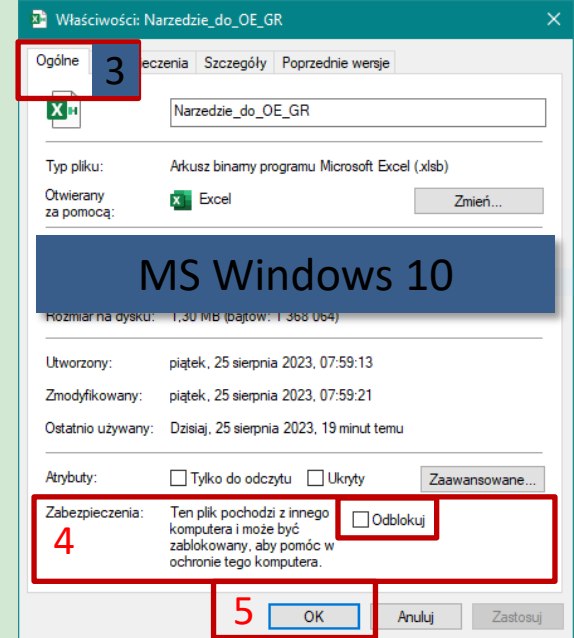 Właściwości: Narzedzie_do_OE_GR
Ogólne 3 eczenia Szczegóły Poprzednie wersje
Narzedzie_do_OE_GR
Typ pliku: Arkusz binarny programu Microsoft Excel (.xlsb)
Otwierany
za pomocą: Excel Zmień...
MS Windows 10
Rozmiar na dysku: 1,30 MB (bajtów: 1 368 064)
Utworzony: piątek, 25 sierpnia 2023, 07:59:13
Zmodyfikowany: piątek, 25 sierpnia 2023, 07:59:21
Ostatnio używany: Dzisiaj, 25 sierpnia 2023, 19 minut temu
Atrybuty: Tylko do odczytu Ukryty Zaawansowane...
Zabezpieczenia: Ten plik pochodzi z innego
komputera i może być
zablokowany, aby pomóc w
ochronie tego komputera.
Odblokuj
4
5 OK Anuluj Zastosuj